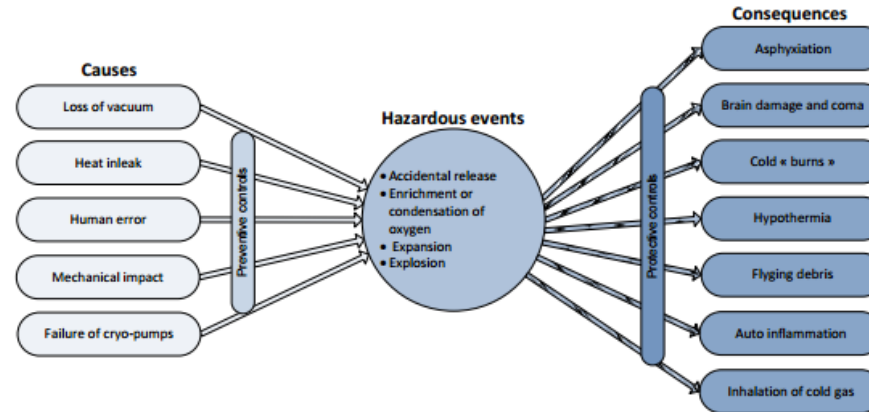 Consequences
Asphyxiation
Causes
Loss of vacuum
Brain damage and coma
Hazardous events
Heat inleak
Cold « burns »
• Accidental release
• Enrichment or
condensation of
oxygen
• Expansion
• Explosion
Human error
Preventive controls
Protective controls
Hypothermia
Mechanical impact
Flyging debris
Failure of cryo-pumps
Auto inflammation
Inhalation of cold gas